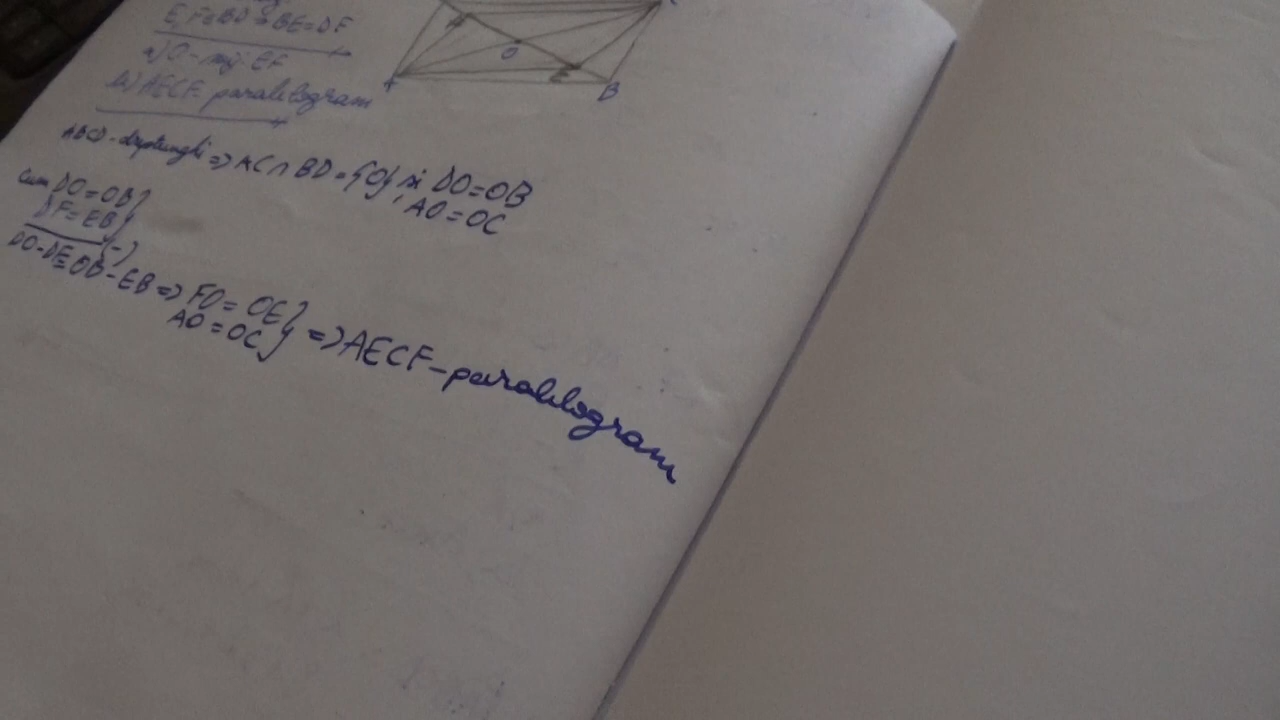 E, F ∈ BD BE = DF
a) O - mij EF
b) AECF paralelogram
O
E
B
ABCD - dreptunghi => AC ∩ BD = {O} și DO = OB
, AO = OC
cum DO = OB}
DF = EB}
(-)
DO - DF = OB - EB => FO = OE}
AO = OC} => AECF - paralelogram